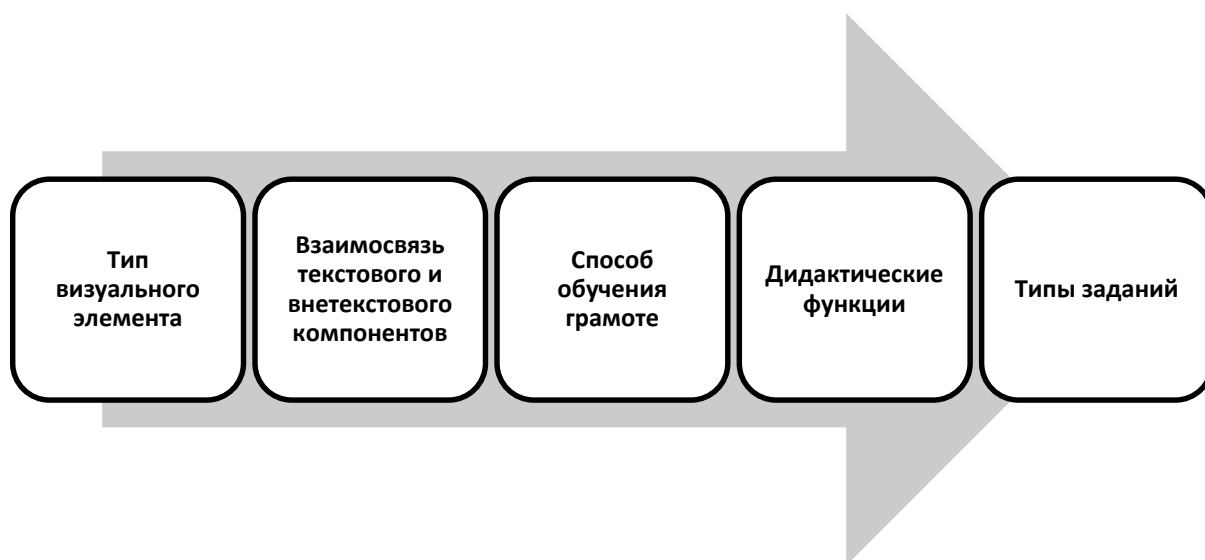 Тип
визуального
элемента
Взаимосвязь
текстового и
внетекстового
компонентов
Способ
обучения
грамоте
Дидактические
функции
Типы заданий